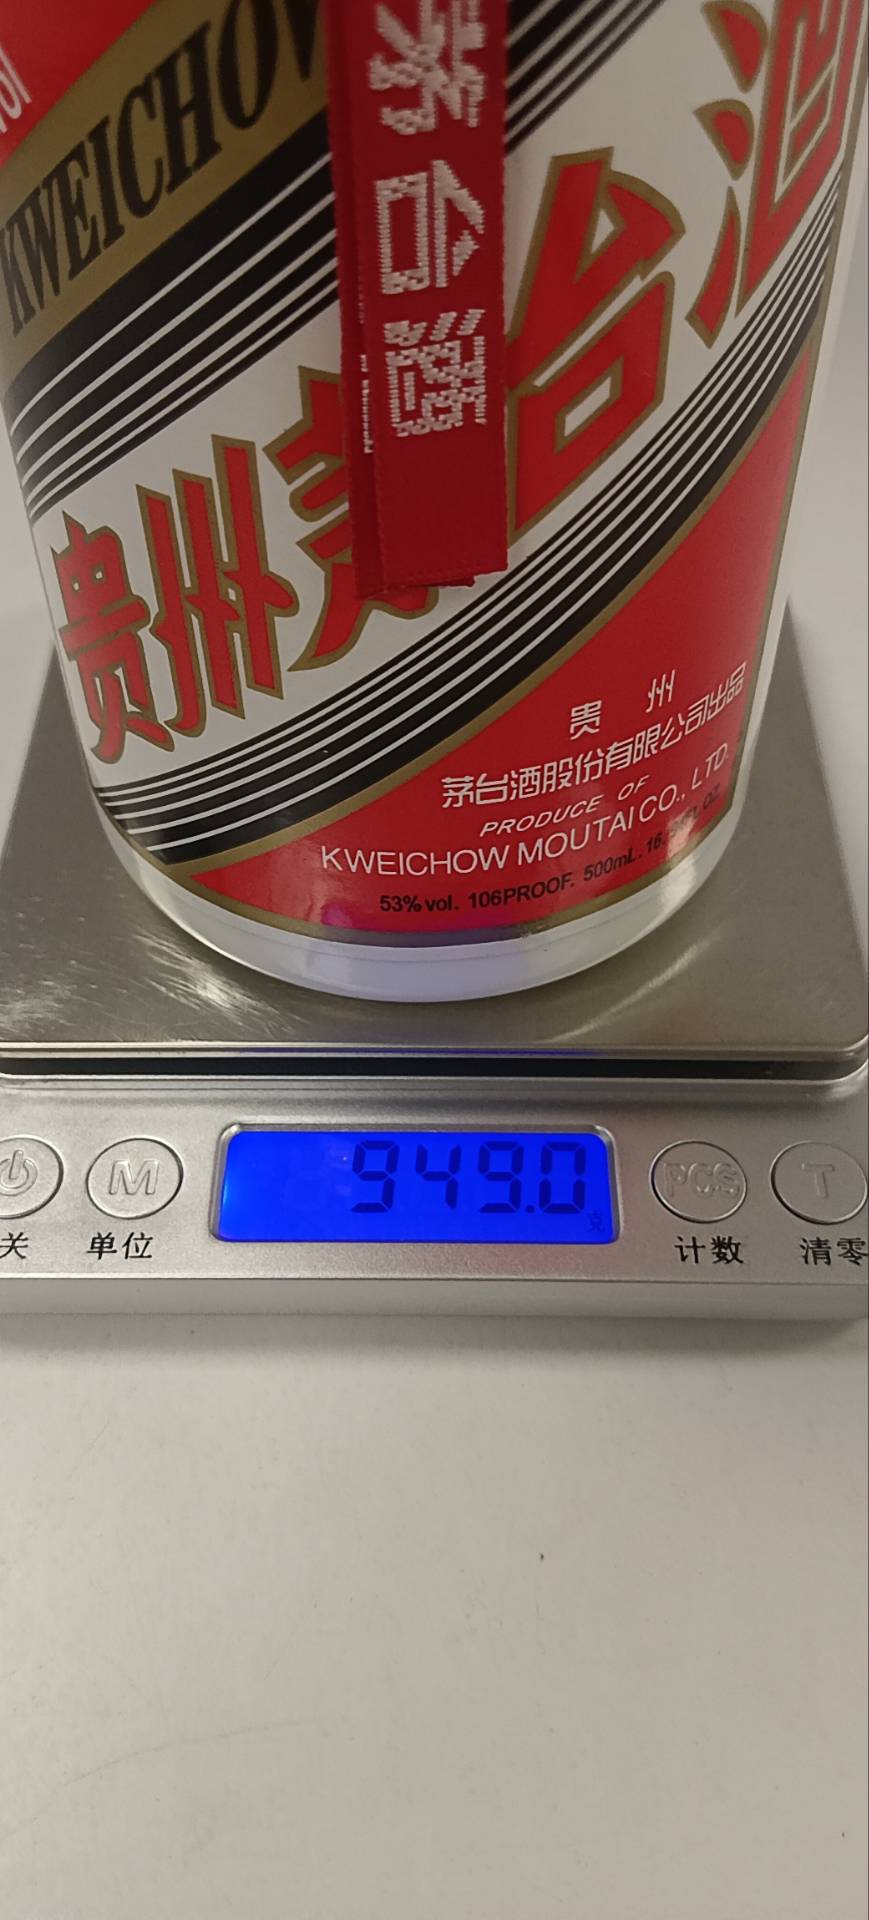 KWEICHOW
茅台酒
贵州茅台酒
贵 州
茅台酒股份有限公司出品
PRODUCE OF
KWEICHOW MOUTAI CO., LTD.
53% vol. 106PROOF. 500mL.
949.0
克
M
PCS
T
关
单位
计数
清零